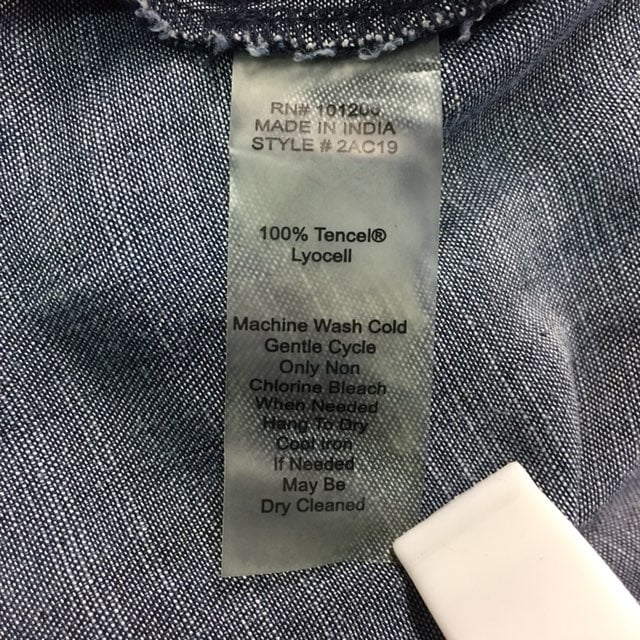 RN# 101206
MADE IN INDIA
STYLE # 2AC19
100% Tencel®
Lyocell
Machine Wash Cold
Gentle Cycle
Only Non
Chlorine Bleach
When Needed
Hang To Dry
Cool Iron
If Needed
May Be
Dry Cleaned